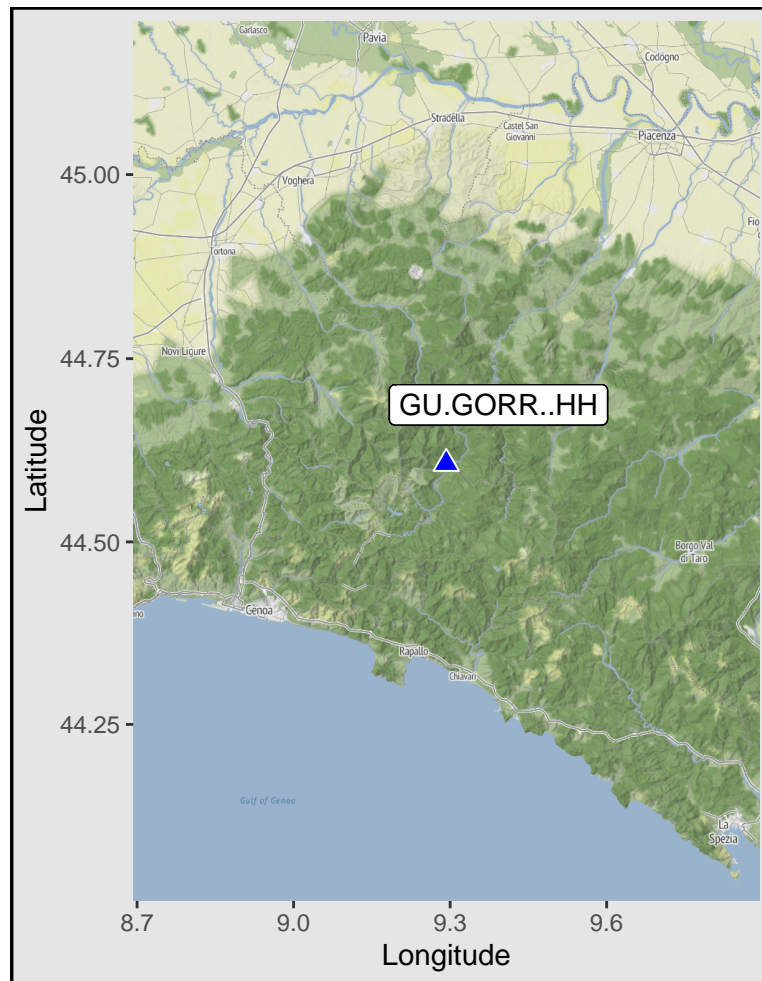 Garlasco
Pavia
Codogno
Stradella
Castel San
Giovanni
Piacenza
45.00
Voghera
Tortona
44.75
Novi Ligure
GU.GORR..HH
Latitude
44.50
Borgo Val
di Taro
Genoa
Rapallo
Chiavari
44.25
Gulf of Genoa
La
Spezia
8.7
9.0
9.3
9.6
Longitude